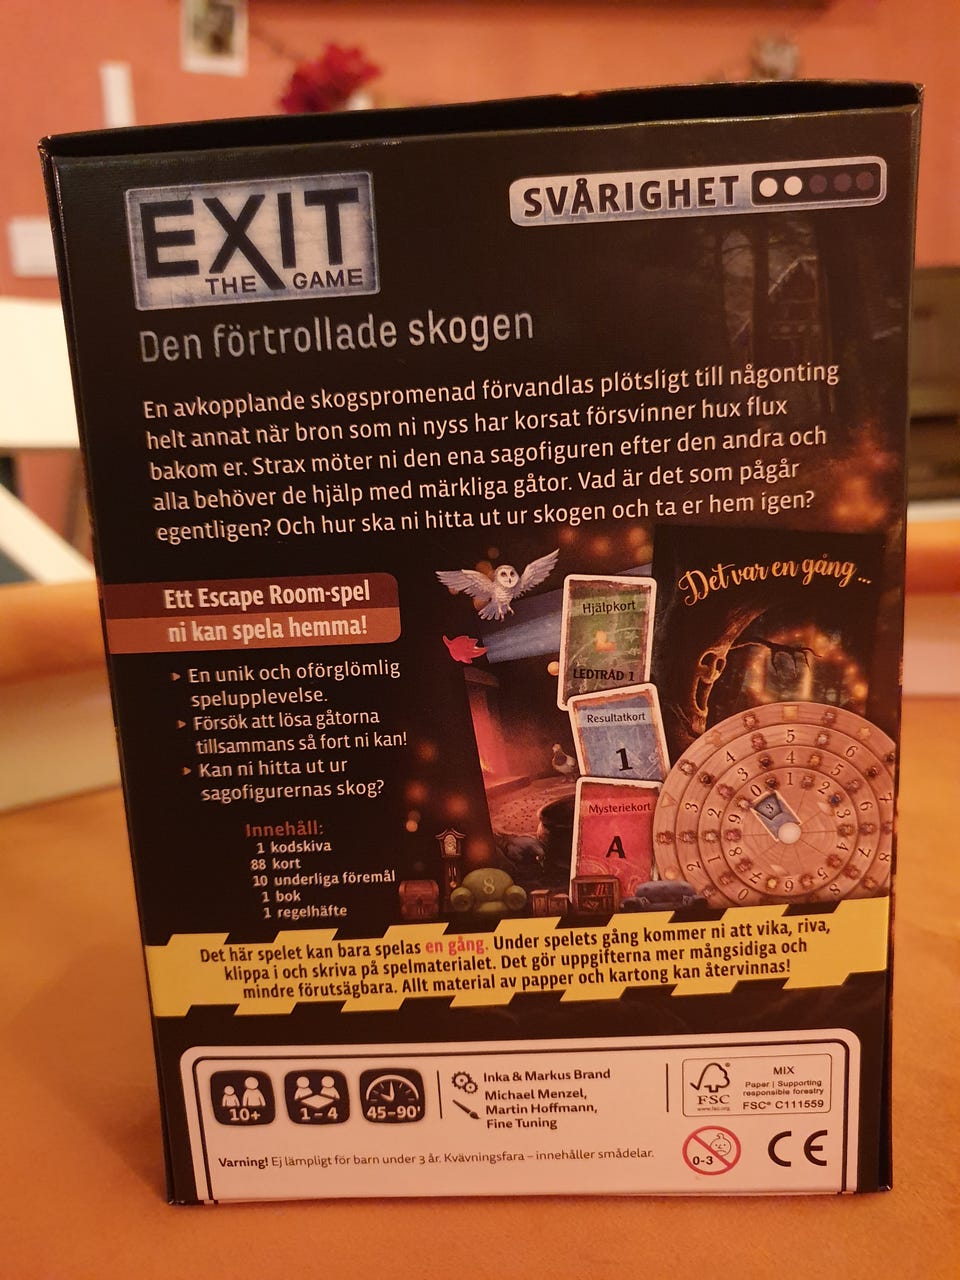 EXIT
THE GAME
SVÅRIGHET
Den förtrollade skogen
En avkopplande skogspromenad förvandlas plötsligt till någonting
helt annat när bron som ni nyss har korsat försvinner hux flux
bakom er. Strax möter ni den ena sagofiguren efter den andra och
alla behöver de hjälp med märkliga gåtor. Vad är det som pågår
egentligen? Och hur ska ni hitta ut ur skogen och ta er hem igen?
Ett Escape Room-spel
ni kan spela hemma!
▸ En unik och oförglömlig
spelupplevelse.
▸ Försök att lösa gåtorna
tillsammans så fort ni kan!
▸ Kan ni hitta ut ur
sagofigurernas skog?
Innehåll:
1 kodskiva
88 kort
10 underliga föremål
1 bok
1 regelhäfte
Det var en gång...
Hjälpkort
LEDTRÅD 1
Resultatkort
1
Mysteriekort
A
8
Det här spelet kan bara spelas en gång. Under spelets gång kommer ni att vika, riva,
klippa i och skriva på spelmaterialet. Det gör uppgifterna mer mångsidiga och
mindre förutsägbara. Allt material av papper och kartong kan återvinnas!
10+
1–4
45–90'
Inka & Markus Brand
Michael Menzel,
Martin Hoffmann,
Fine Tuning
FSC
www.fsc.org
MIX
Paper | Supporting
responsible forestry
FSC® C111559
Varning! Ej lämpligt för barn under 3 år. Kvävningsfara – innehåller smådelar.
0-3
CE